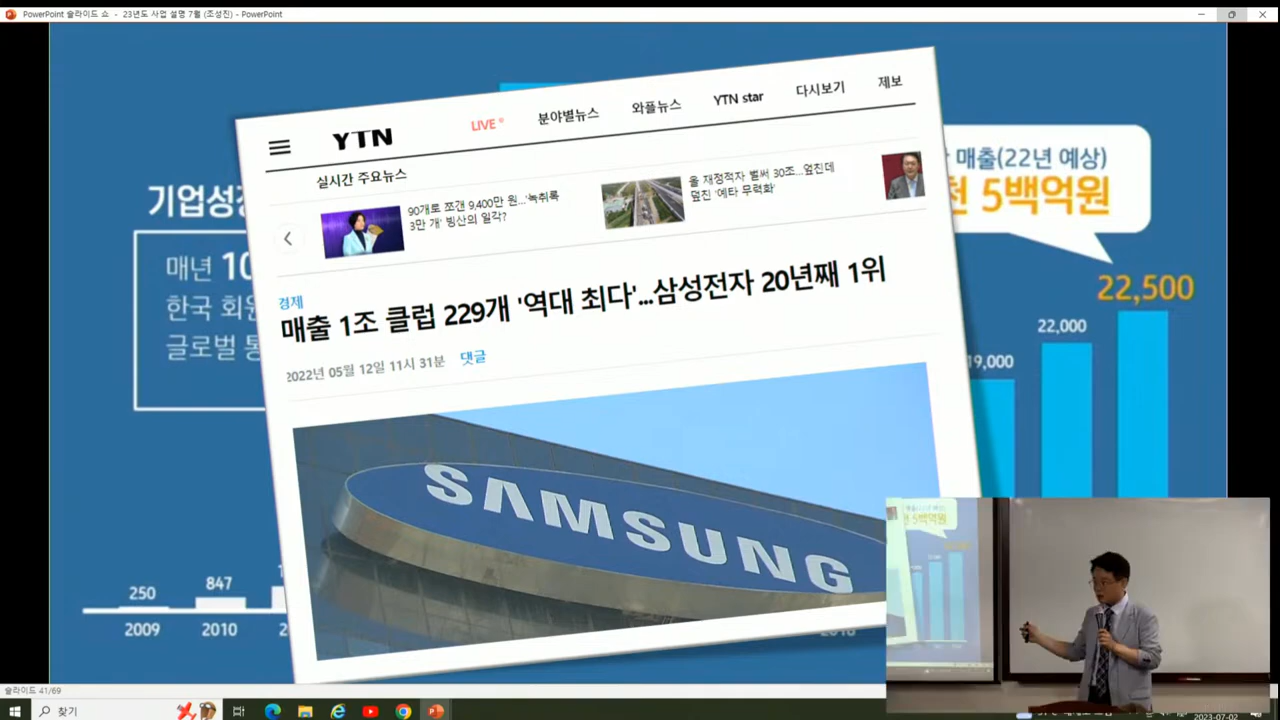 PowerPoint 슬라이드 쇼 - 23년도 사업 설명 7월 (조성진) - PowerPoint
YTN
LIVE
분야별뉴스
와플뉴스
YTN star
다시보기
제보
실시간 주요뉴스
90개로 쪼갠 9,400만 원...'녹취록
3만 개' 빙산의 일각?
올 재정적자 벌써 30조...옆친데
덮친 '예타 무력화'
경제
매출 1조 클럽 229개 '역대 최다'...삼성전자 20년째 1위
2022년 05월 12일 11시 31분
댓글
SAMSUNG
기업성
매년 10
한국 회원
글로벌 통
매출(22년 예상)
천 5백억원
22,500
22,000
19,000
250
847
2009
2010
슬라이드 41/69
찾기
5백억원
2023-07-02